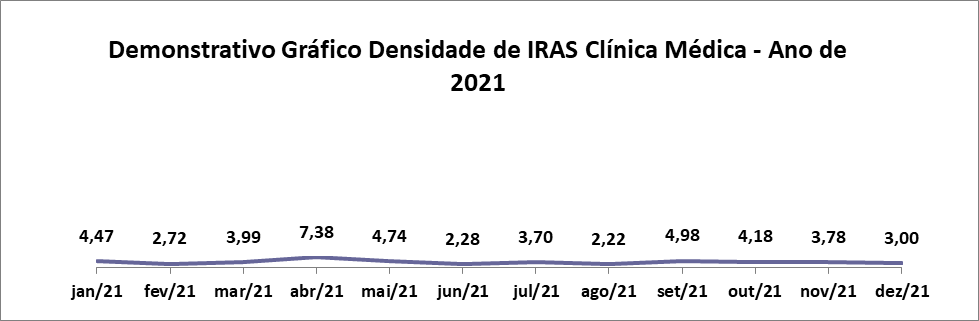 Demonstrativo Gráfico Densidade de IRAS Clínica Médica - Ano de
2021
4,47 2,72 3,99 7,38 4,74 2,28 3,70 2,22 4,98 4,18 3,78 3,00
jan/21 fev/21 mar/21 abr/21 mai/21 jun/21 jul/21 ago/21 set/21 out/21 nov/21 dez/21